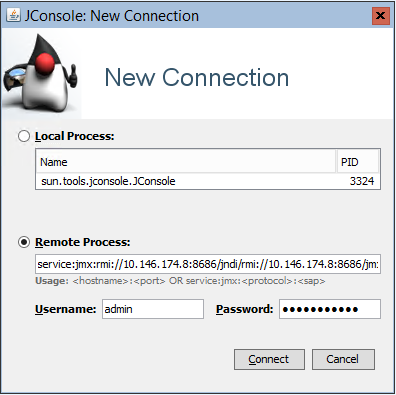 JConsole: New Connection
New Connection
Local Process:
Name PID
sun.tools.jconsole.JConsole 3324
Remote Process:
service:jmx:rmi://10.146.174.8:8686/jndi/rmi://10.146.174.8:8686/jmx
Usage: <hostname>:<port> OR service:jmx:<protocol>:<sap>
Username: admin Password: ●●●●●●●●●●●
Connect Cancel